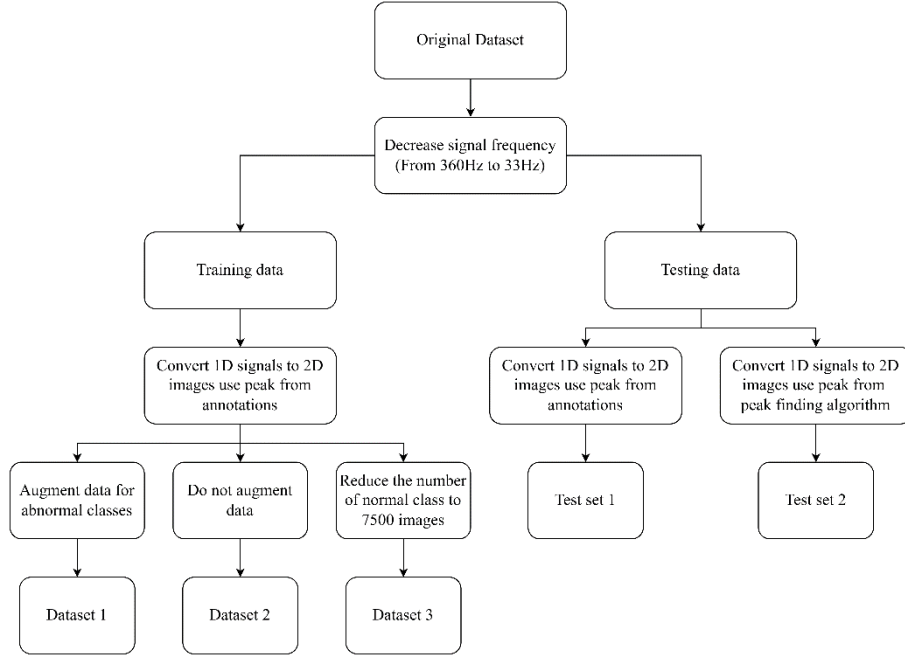 Original Dataset
Decrease signal frequency
(From 360Hz to 33Hz)
Training data
Testing data
Convert 1D signals to 2D
images use peak from
annotations
Convert 1D signals to 2D
images use peak from
annotations
Convert 1D signals to 2D
images use peak from
peak finding algorithm
Augment data for
abnormal classes
Do not augment
data
Reduce the number
of normal class to
7500 images
Test set 1
Test set 2
Dataset 1
Dataset 2
Dataset 3